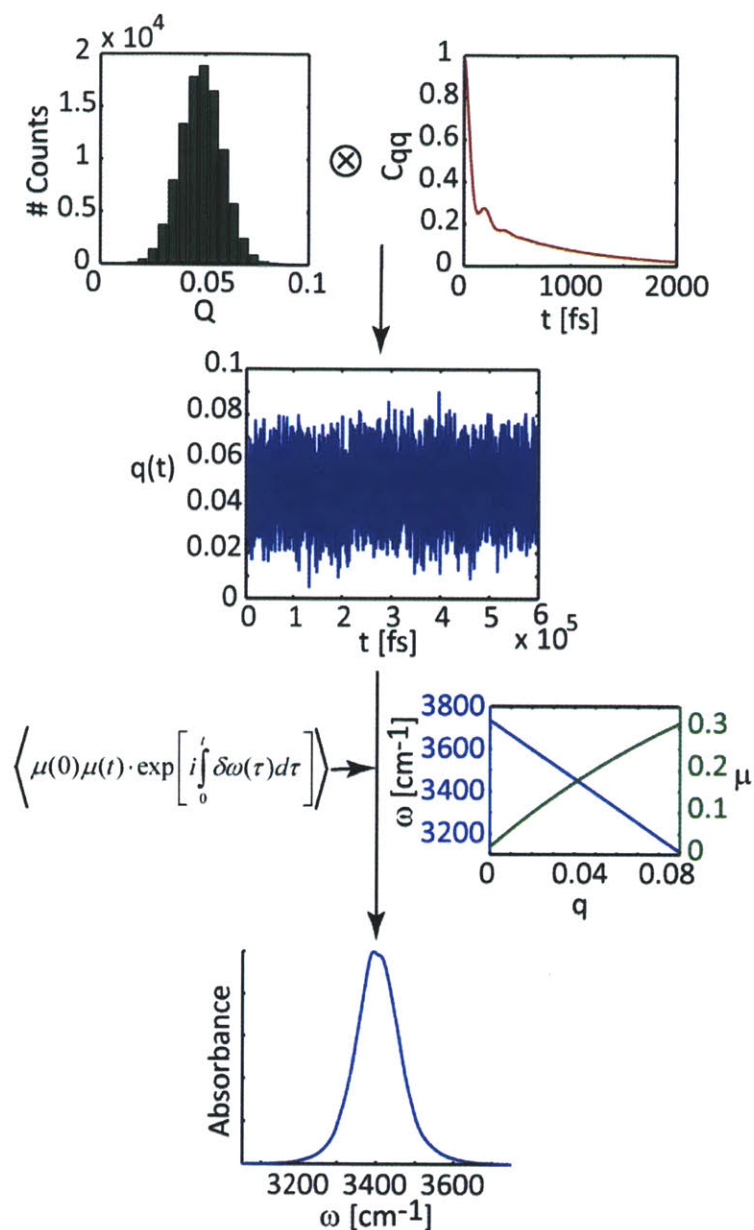 × 10⁴
2
1.5
1
0.5
0
# Counts
0 0.05 0.1
Q
⊗
1
0.8
0.6
0.4
0.2
0
Cqq
0 1000 2000
t [fs]
0.1
0.08
0.06
0.04
0.02
0
q(t)
0 1 2 3 4 5 6
t [fs]
× 10⁵
⟨μ(0)μ(t)·exp[i∫₀ᵗ δω(τ)dτ]⟩
3800
3600
3400
3200
ω [cm⁻¹]
0.3
0.2
0.1
0
μ
0 0.04 0.08
q
Absorbance
3200 3400 3600
ω [cm⁻¹]